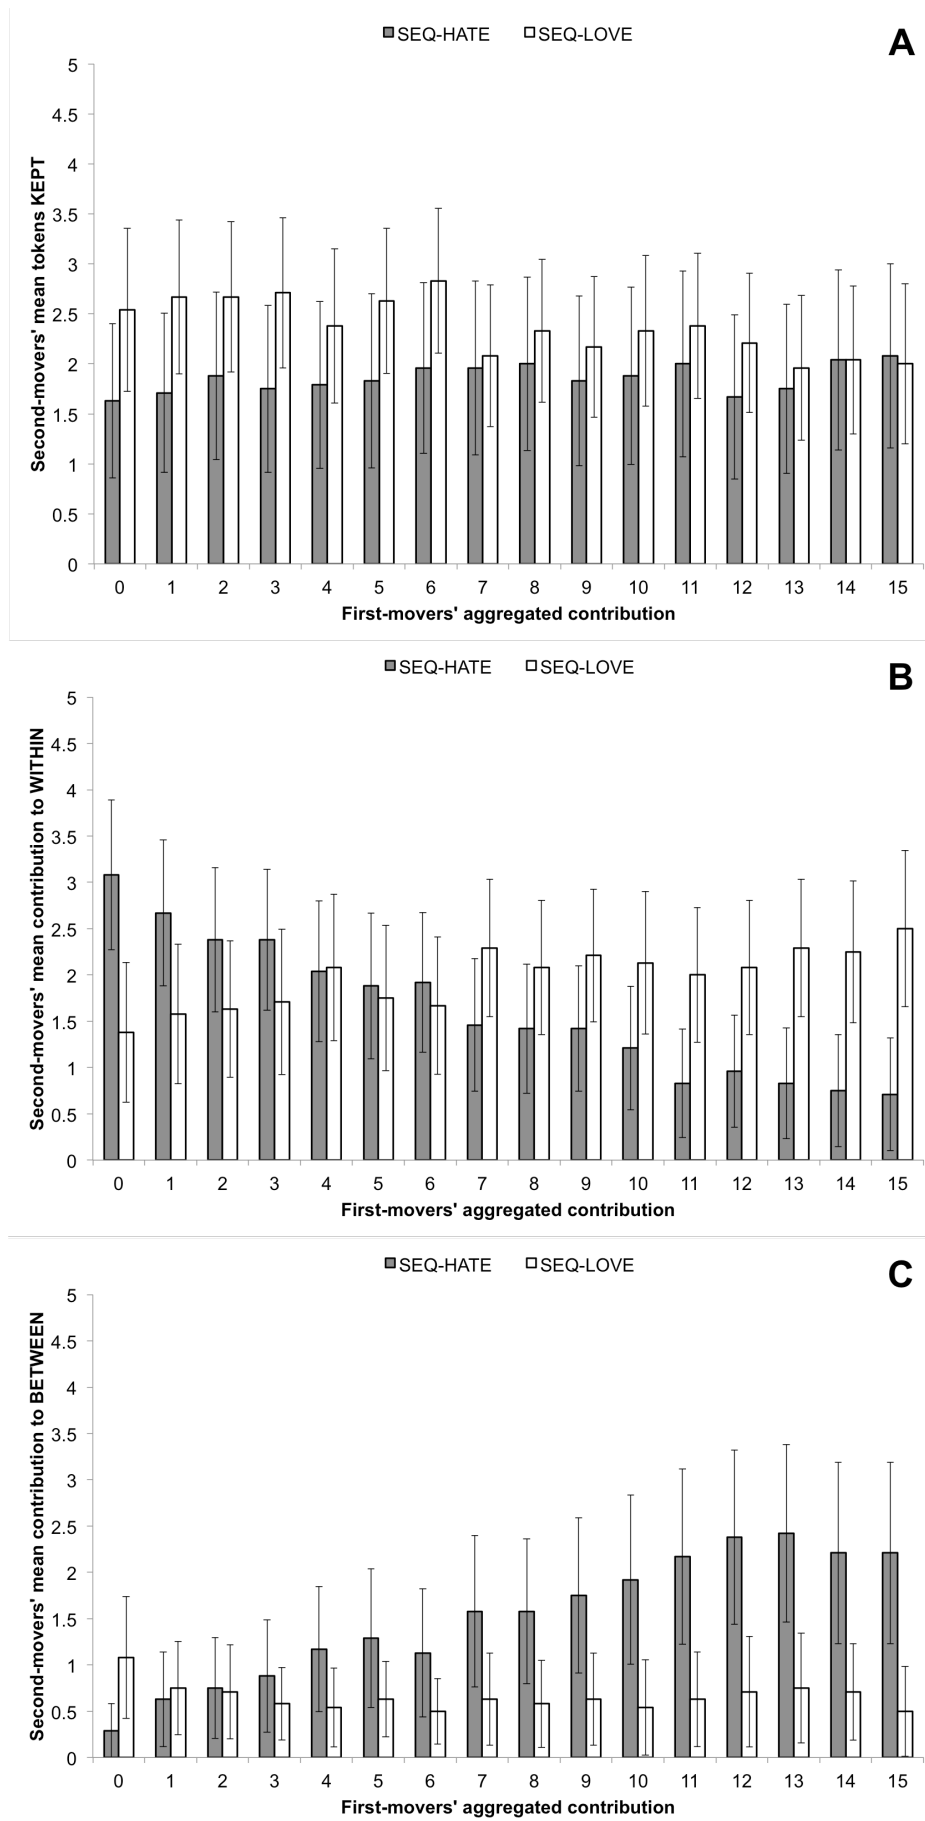 SEQ-HATE SEQ-LOVE
A
Second-movers' mean tokens KEPT
5
4.5
4
3.5
3
2.5
2
1.5
1
0.5
0
0 1 2 3 4 5 6 7 8 9 10 11 12 13 14 15
First-movers' aggregated contribution
SEQ-HATE SEQ-LOVE
B
Second-movers' mean contribution to WITHIN
5
4.5
4
3.5
3
2.5
2
1.5
1
0.5
0
0 1 2 3 4 5 6 7 8 9 10 11 12 13 14 15
First-movers' aggregated contribution
SEQ-HATE SEQ-LOVE
C
Second-movers' mean contribution to BETWEEN
5
4.5
4
3.5
3
2.5
2
1.5
1
0.5
0
0 1 2 3 4 5 6 7 8 9 10 11 12 13 14 15
First-movers' aggregated contribution